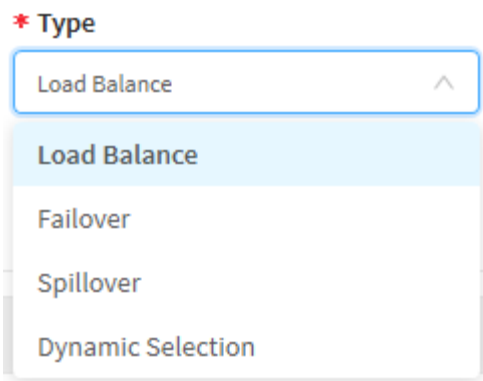 * Type
Load Balance
Load Balance
Failover
Spillover
Dynamic Selection